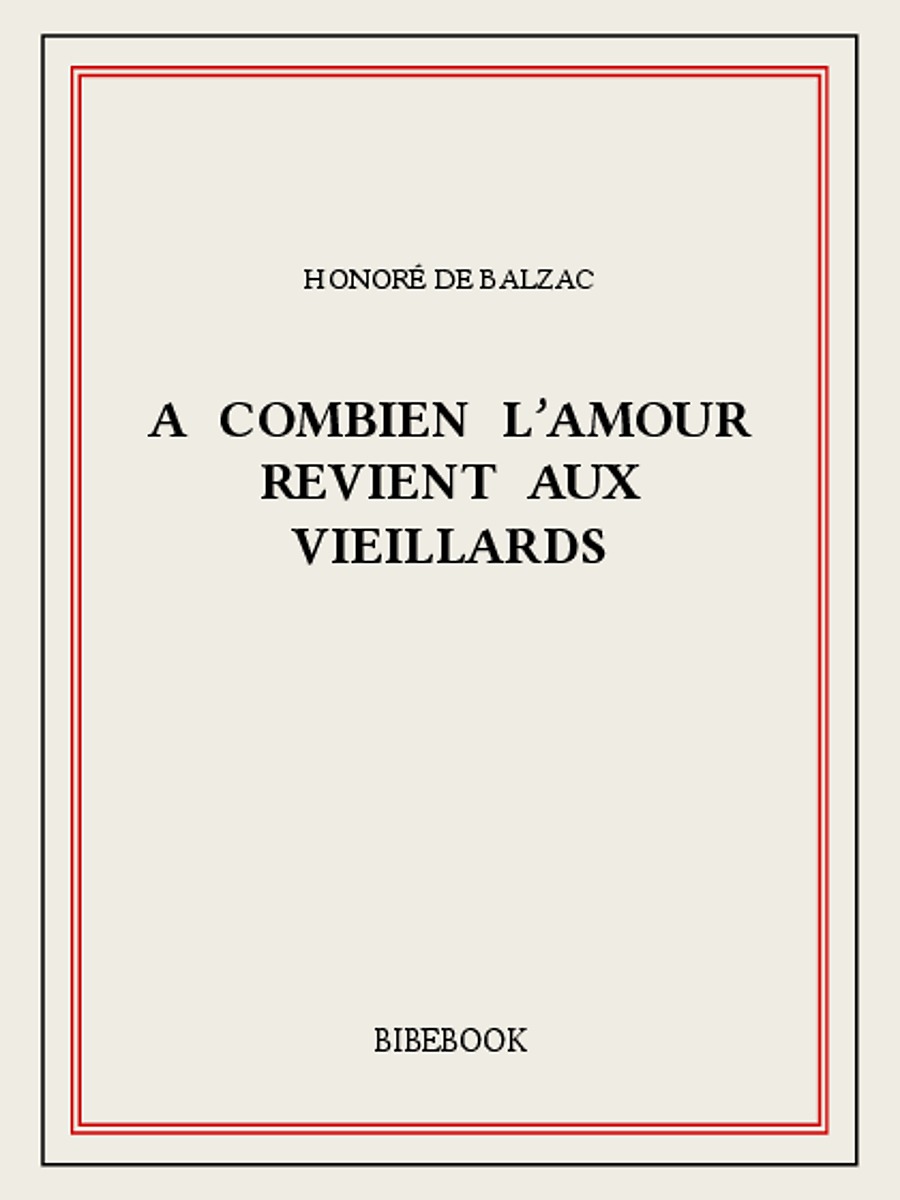 HONORÉ DE BALZAC
A COMBIEN L’AMOUR
REVIENT AUX
VIEILLARDS
BIBEBOOK